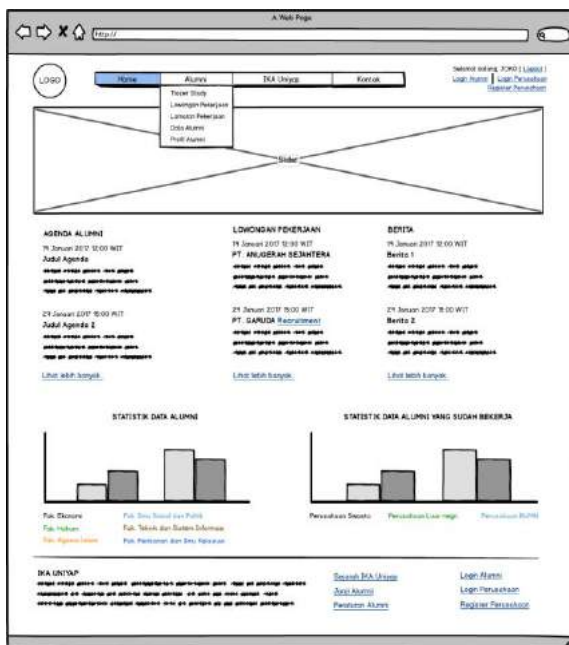 A Web Page
http://
LOGO
Home
Alumni
IKA Uniyap
Kontak
Selamat datang, JOKO [ Logout ]
Login Alumni | Login Perusahaan
Register Perusahaan
Tracer Study
Lowongan Pekerjaan
Lamaran Pekerjaan
Data Alumni
Profil Alumni
Slider
AGENDA ALUMNI
19 Januari 2017 12:00 WIT
Judul Agenda
29 Januari 2017 15:00 WIT
Judul Agenda 2
Lihat lebih banyak
LOWONGAN PEKERJAAN
19 Januari 2017 12:00 WIT
PT. ANUGERAH SEJAHTERA
29 Januari 2017 15:00 WIT
PT. GARUDA Recruitment
Lihat lebih banyak
BERITA
19 Januari 2017 12:00 WIT
Berita 1
29 Januari 2017 15:00 WIT
Berita 2
Lihat lebih banyak
STATISTIK DATA ALUMNI
Fak. Ekonomi
Fak. Ilmu Sosial dan Politik
Fak. Hukum
Fak. Teknik dan Sistem Informasi
Fak. Agama Islam
Fak. Perikanan dan Ilmu Kelautan
STATISTIK DATA ALUMNI YANG SUDAH BEKERJA
Perusahaan Swasta
Perusahaan Luar negri
Perusahaan BUMN
IKA UNIYAP
Sejarah IKA Uniyap
Peraturan Alumni
Login Alumni
Login Perusahaan
Register Perusahaan